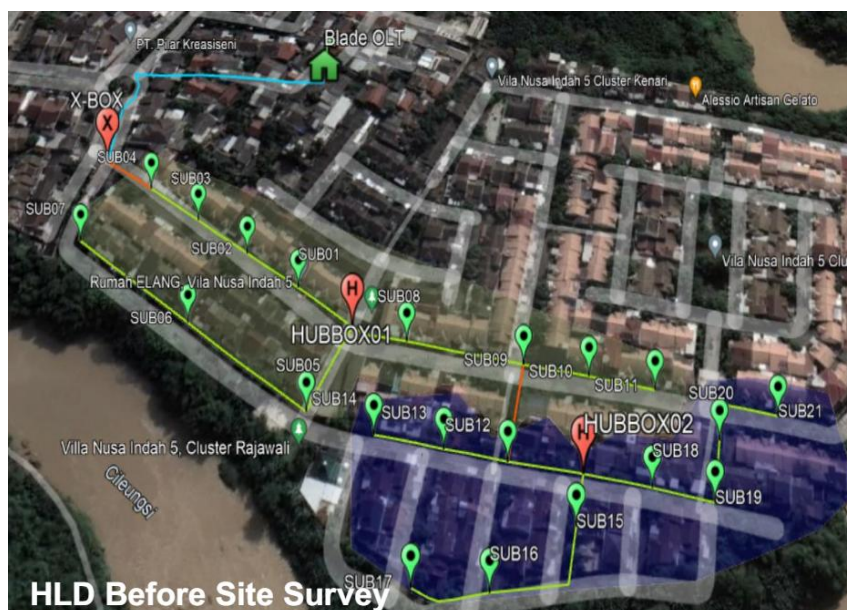 Blade OLT
PT. Pilar Kreasiseni
Vila Nusa Indah 5 Cluster Kenari
Alessio Artisan Gelato
X-BOX
X
SUB04
SUB03
SUB07
SUB02
SUB01
Vila Nusa Indah 5 Clu
Rumah ELANG, Vila Nusa Indah 5
H
SUB08
SUB06
HUBBOX01
SUB09
SUB10
SUB05
SUB11
SUB14
SUB13
SUB20
SUB21
SUB12
HUBBOX02
H
Villa Nusa Indah 5, Cluster Rajawali
SUB18
Cileungsi
SUB19
SUB15
SUB16
SUB17
HLD Before Site Survey